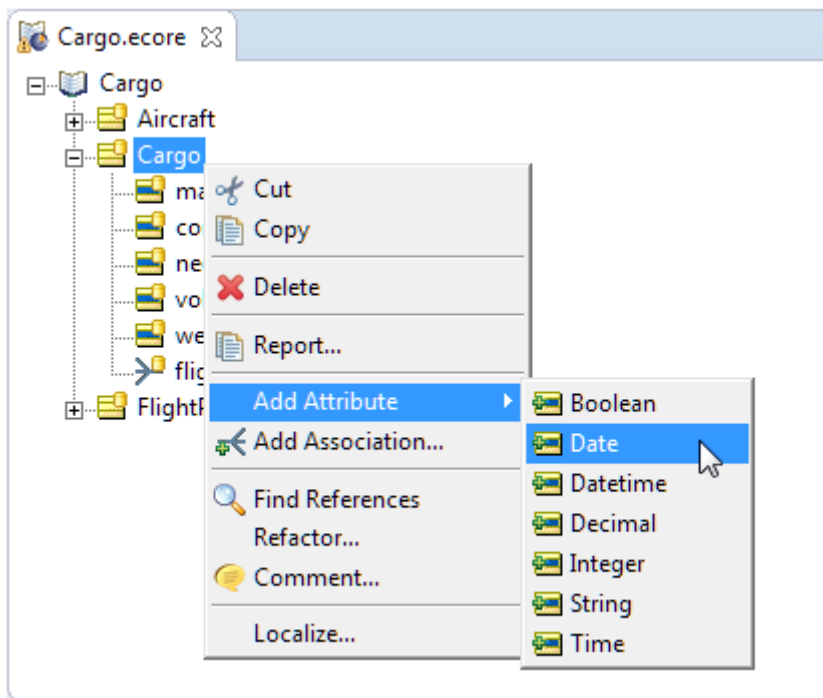 Cargo.ecore
Cargo
Aircraft
Cargo
ma
co
ne
vo
we
flig
FlightP
Cut
Copy
Delete
Report...
Add Attribute
Add Association...
Find References
Refactor...
Comment...
Localize...
Boolean
Date
Datetime
Decimal
Integer
String
Time